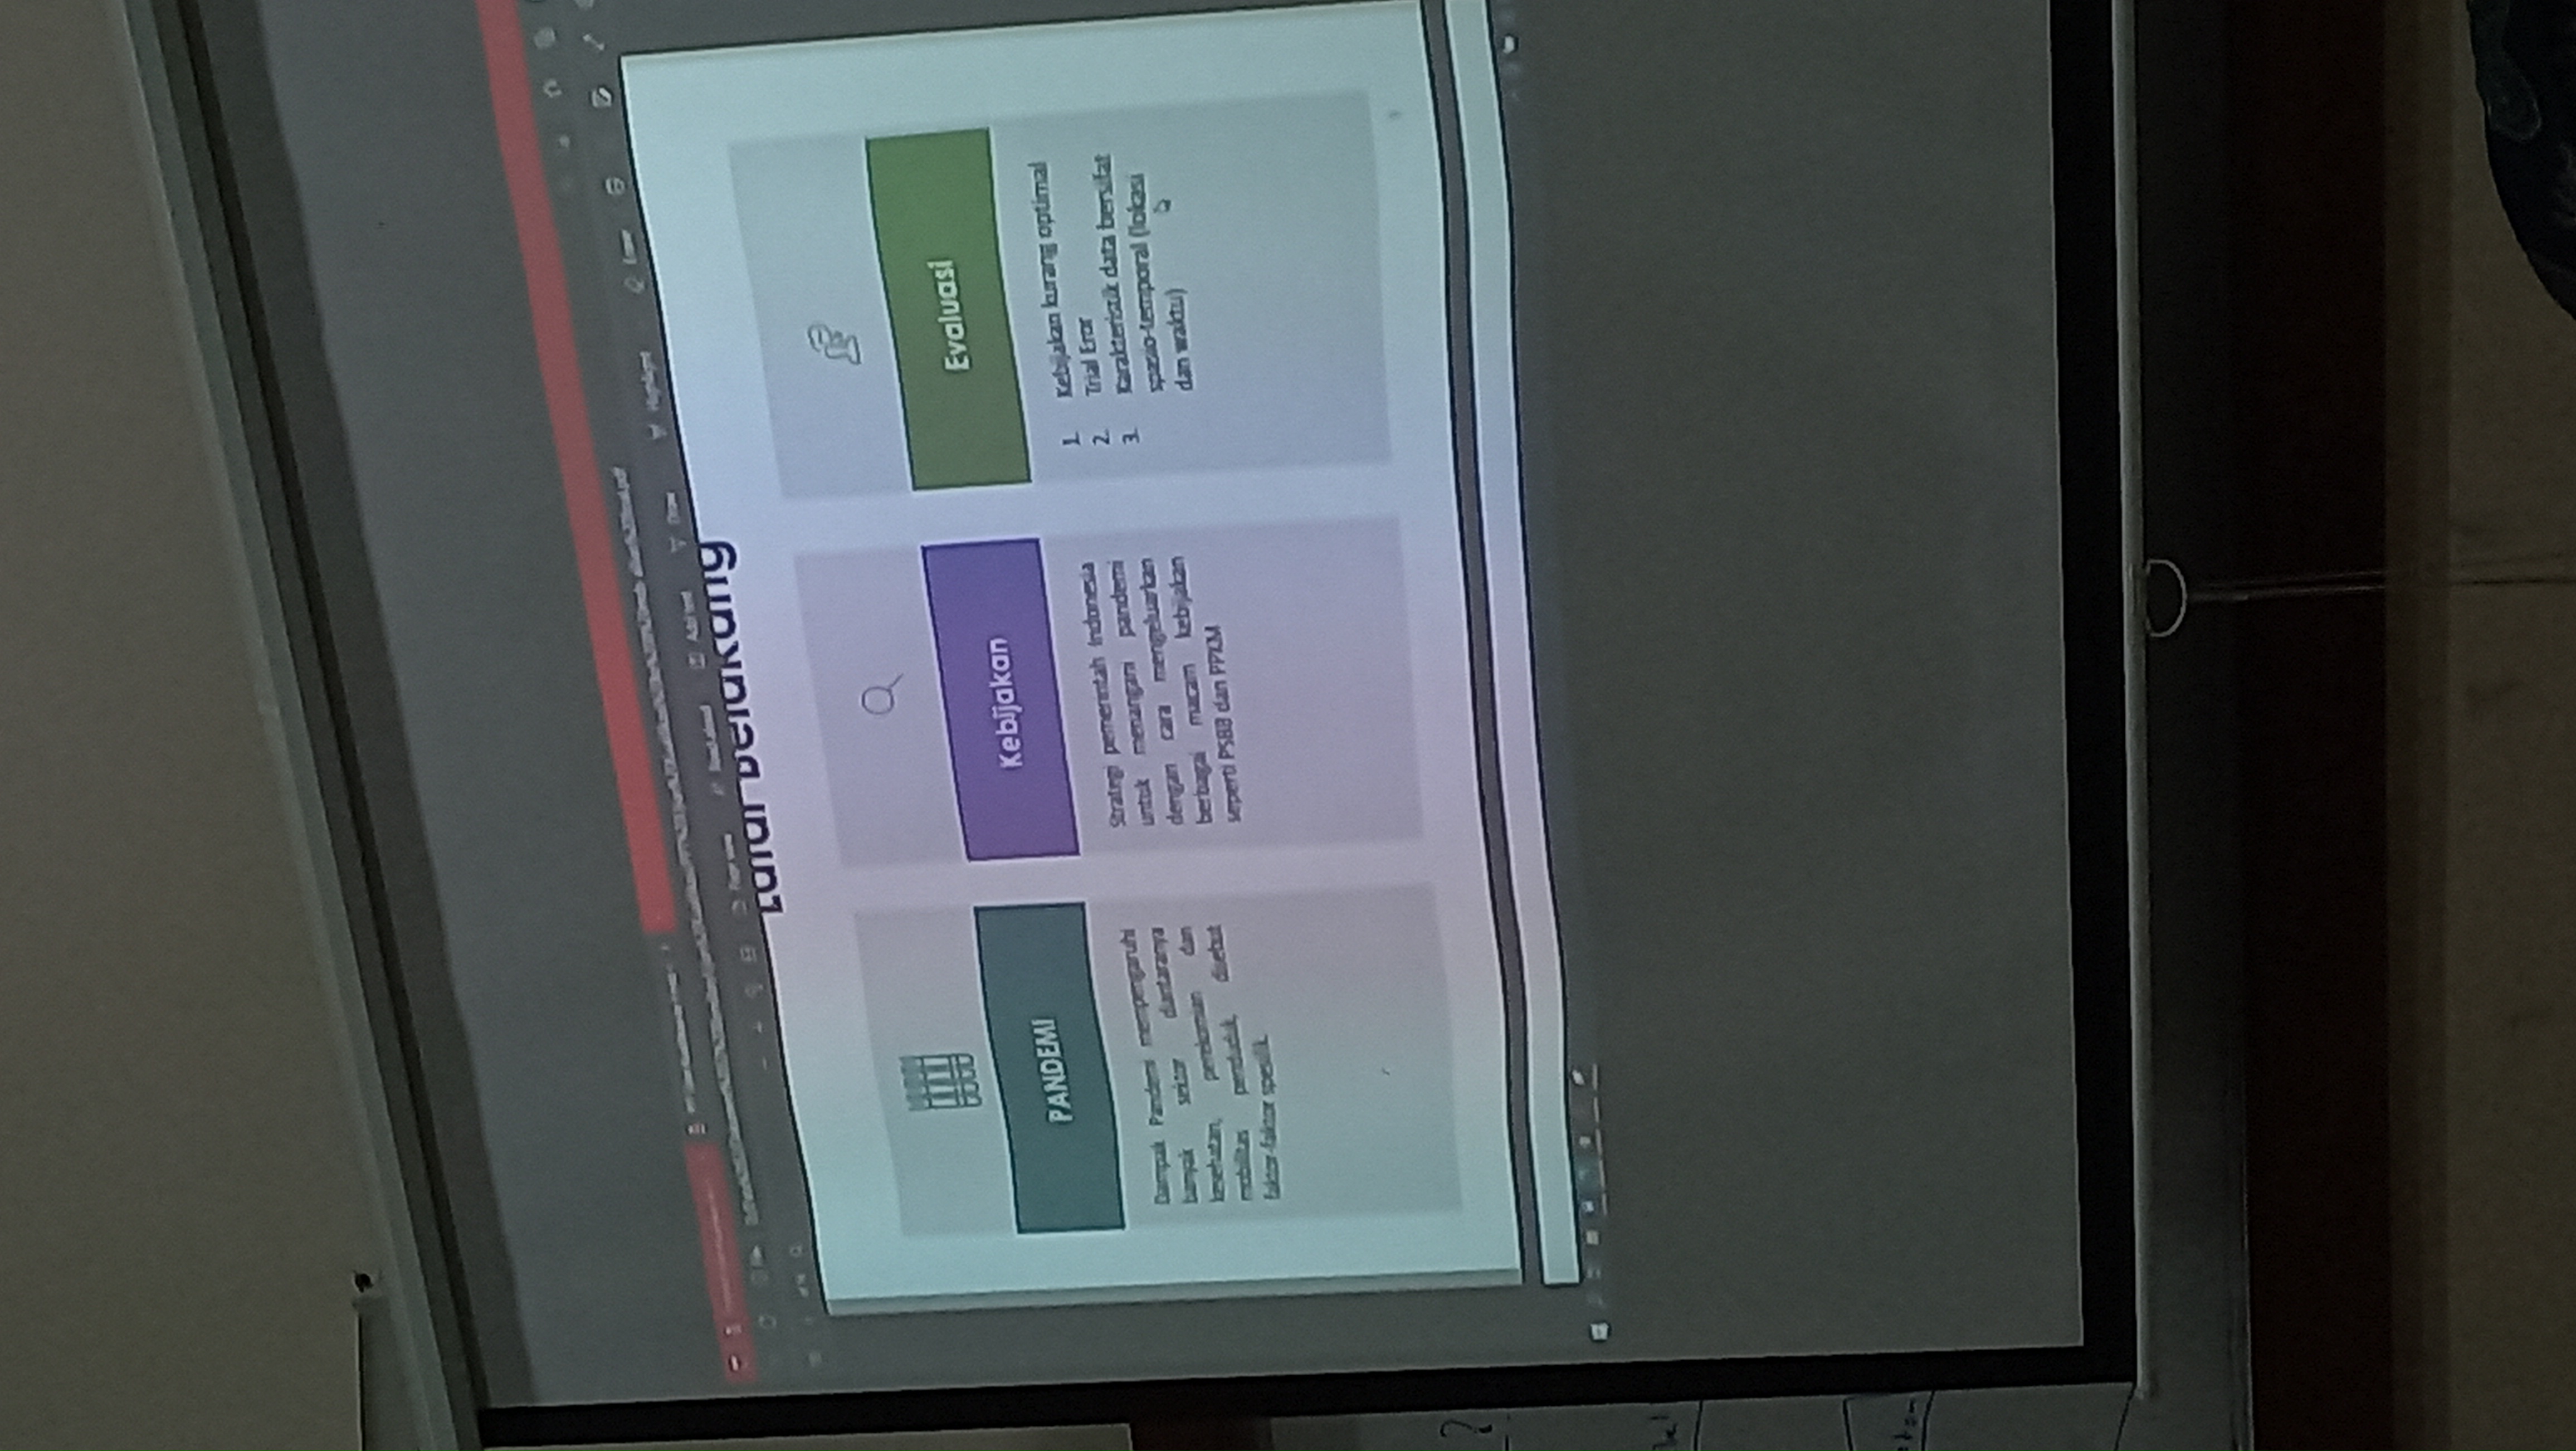 Page view
Read aloud
Add text
Draw
Highlight
Erase
Latar Belakang
PANDEMI
Dampak Pandemi mempengaruhi
banyak sektor diantaranya
kesehatan, perekomian dan
mobilitas penduduk, disebut
faktor-faktor spesifik.
Kebijakan
Strategi pemerintah Indonesia
untuk menangani pandemi
dengan cara mengeluarkan
berbagai macam kebijakan
seperti PSBB dan PPKM
Evaluasi
1. Kebijakan kurang optimal
2. Trial Eror
3. Karakteristik data bersifat
spasio-temporal (lokasi
dan waktu)
?